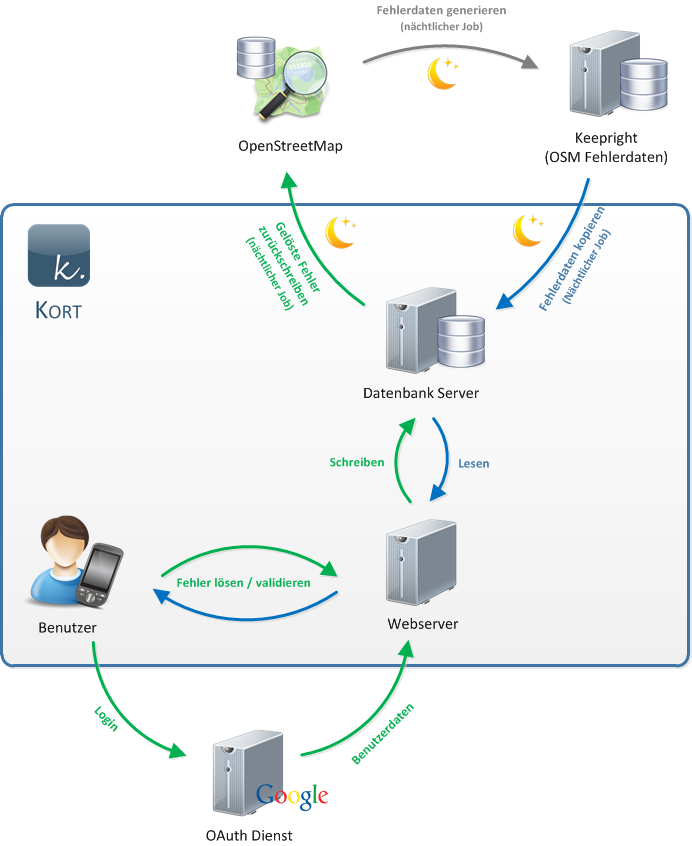 Fehlerdaten generieren
(nächtlicher Job)
OpenStreetMap
Keepright
(OSM Fehlerdaten)
k.
KORT
Gelöste Fehler
zurückschreiben
(nächtlicher Job)
Fehlerdaten kopieren
(Nächtlicher Job)
Datenbank Server
Schreiben
Lesen
Fehler lösen / validieren
Benutzer
Webserver
Login
Benutzerdaten
Google
OAuth Dienst